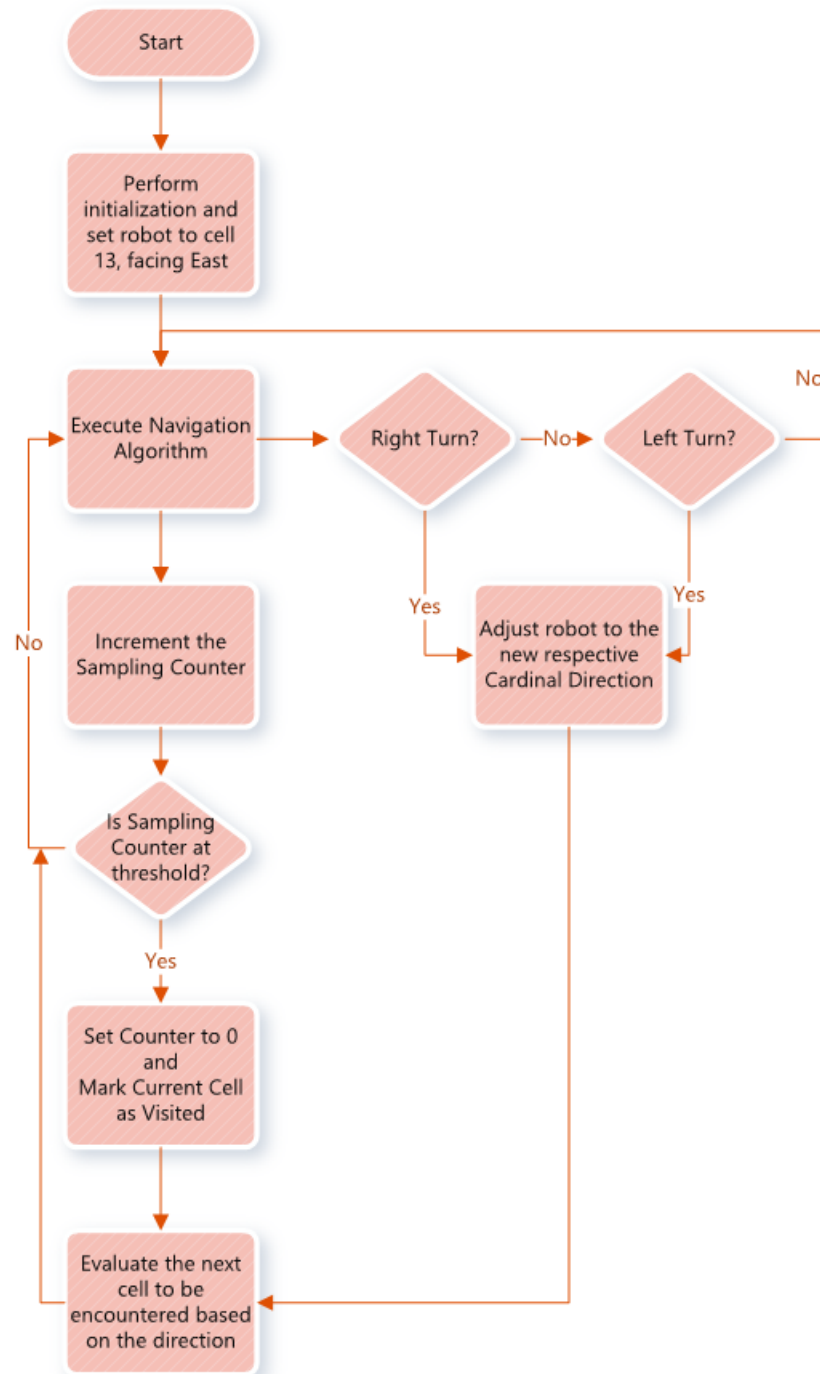 Start
Perform
initialization and
set robot to cell
13, facing East
Execute Navigation
Algorithm
Right Turn?
No
Left Turn?
No
Yes
Yes
Adjust robot to the
new respective
Cardinal Direction
No
Increment the
Sampling Counter
Is Sampling
Counter at
threshold?
Yes
Set Counter to 0
and
Mark Current Cell
as Visited
Evaluate the next
cell to be
encountered based
on the direction